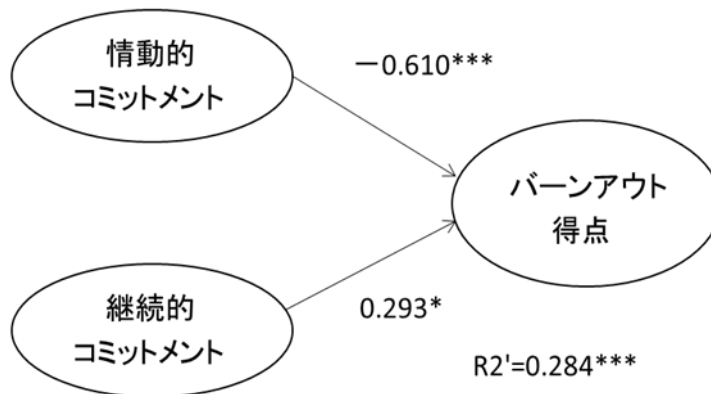 情動的
コミットメント
－0.610***
バーンアウト
得点
継続的
コミットメント
0.293*
R2'=0.284***